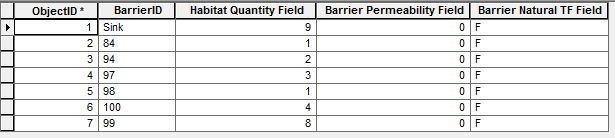 ObjectID * BarrierID Habitat Quantity Field Barrier Permeability Field Barrier Natural TF Field
1 Sink 9 0 F
2 84 1 0 F
3 94 2 0 F
4 97 3 0 F
5 98 1 0 F
6 100 4 0 F
7 99 8 0 F